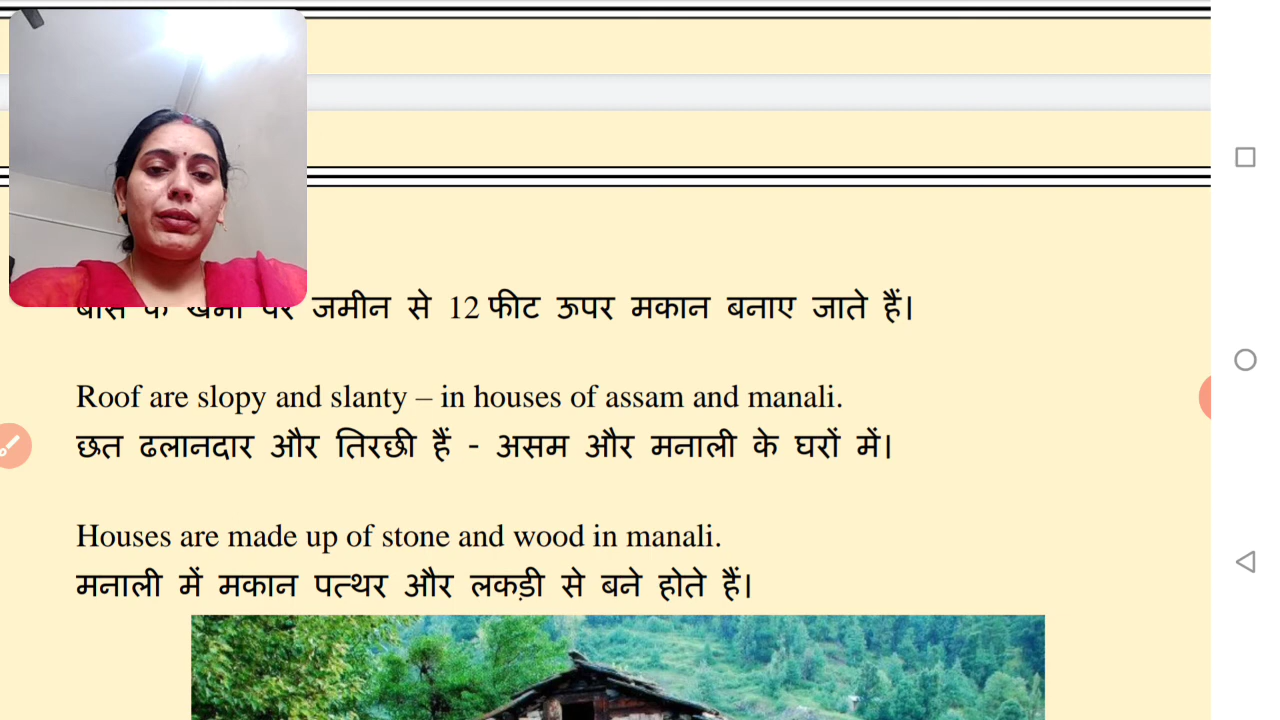 जमीन से 12 फीट ऊपर मकान बनाए जाते हैं।
Roof are slopy and slanty – in houses of assam and manali.
छत ढलानदार और तिरछी हैं - असम और मनाली के घरों में।
Houses are made up of stone and wood in manali.
मनाली में मकान पत्थर और लकड़ी से बने होते हैं।